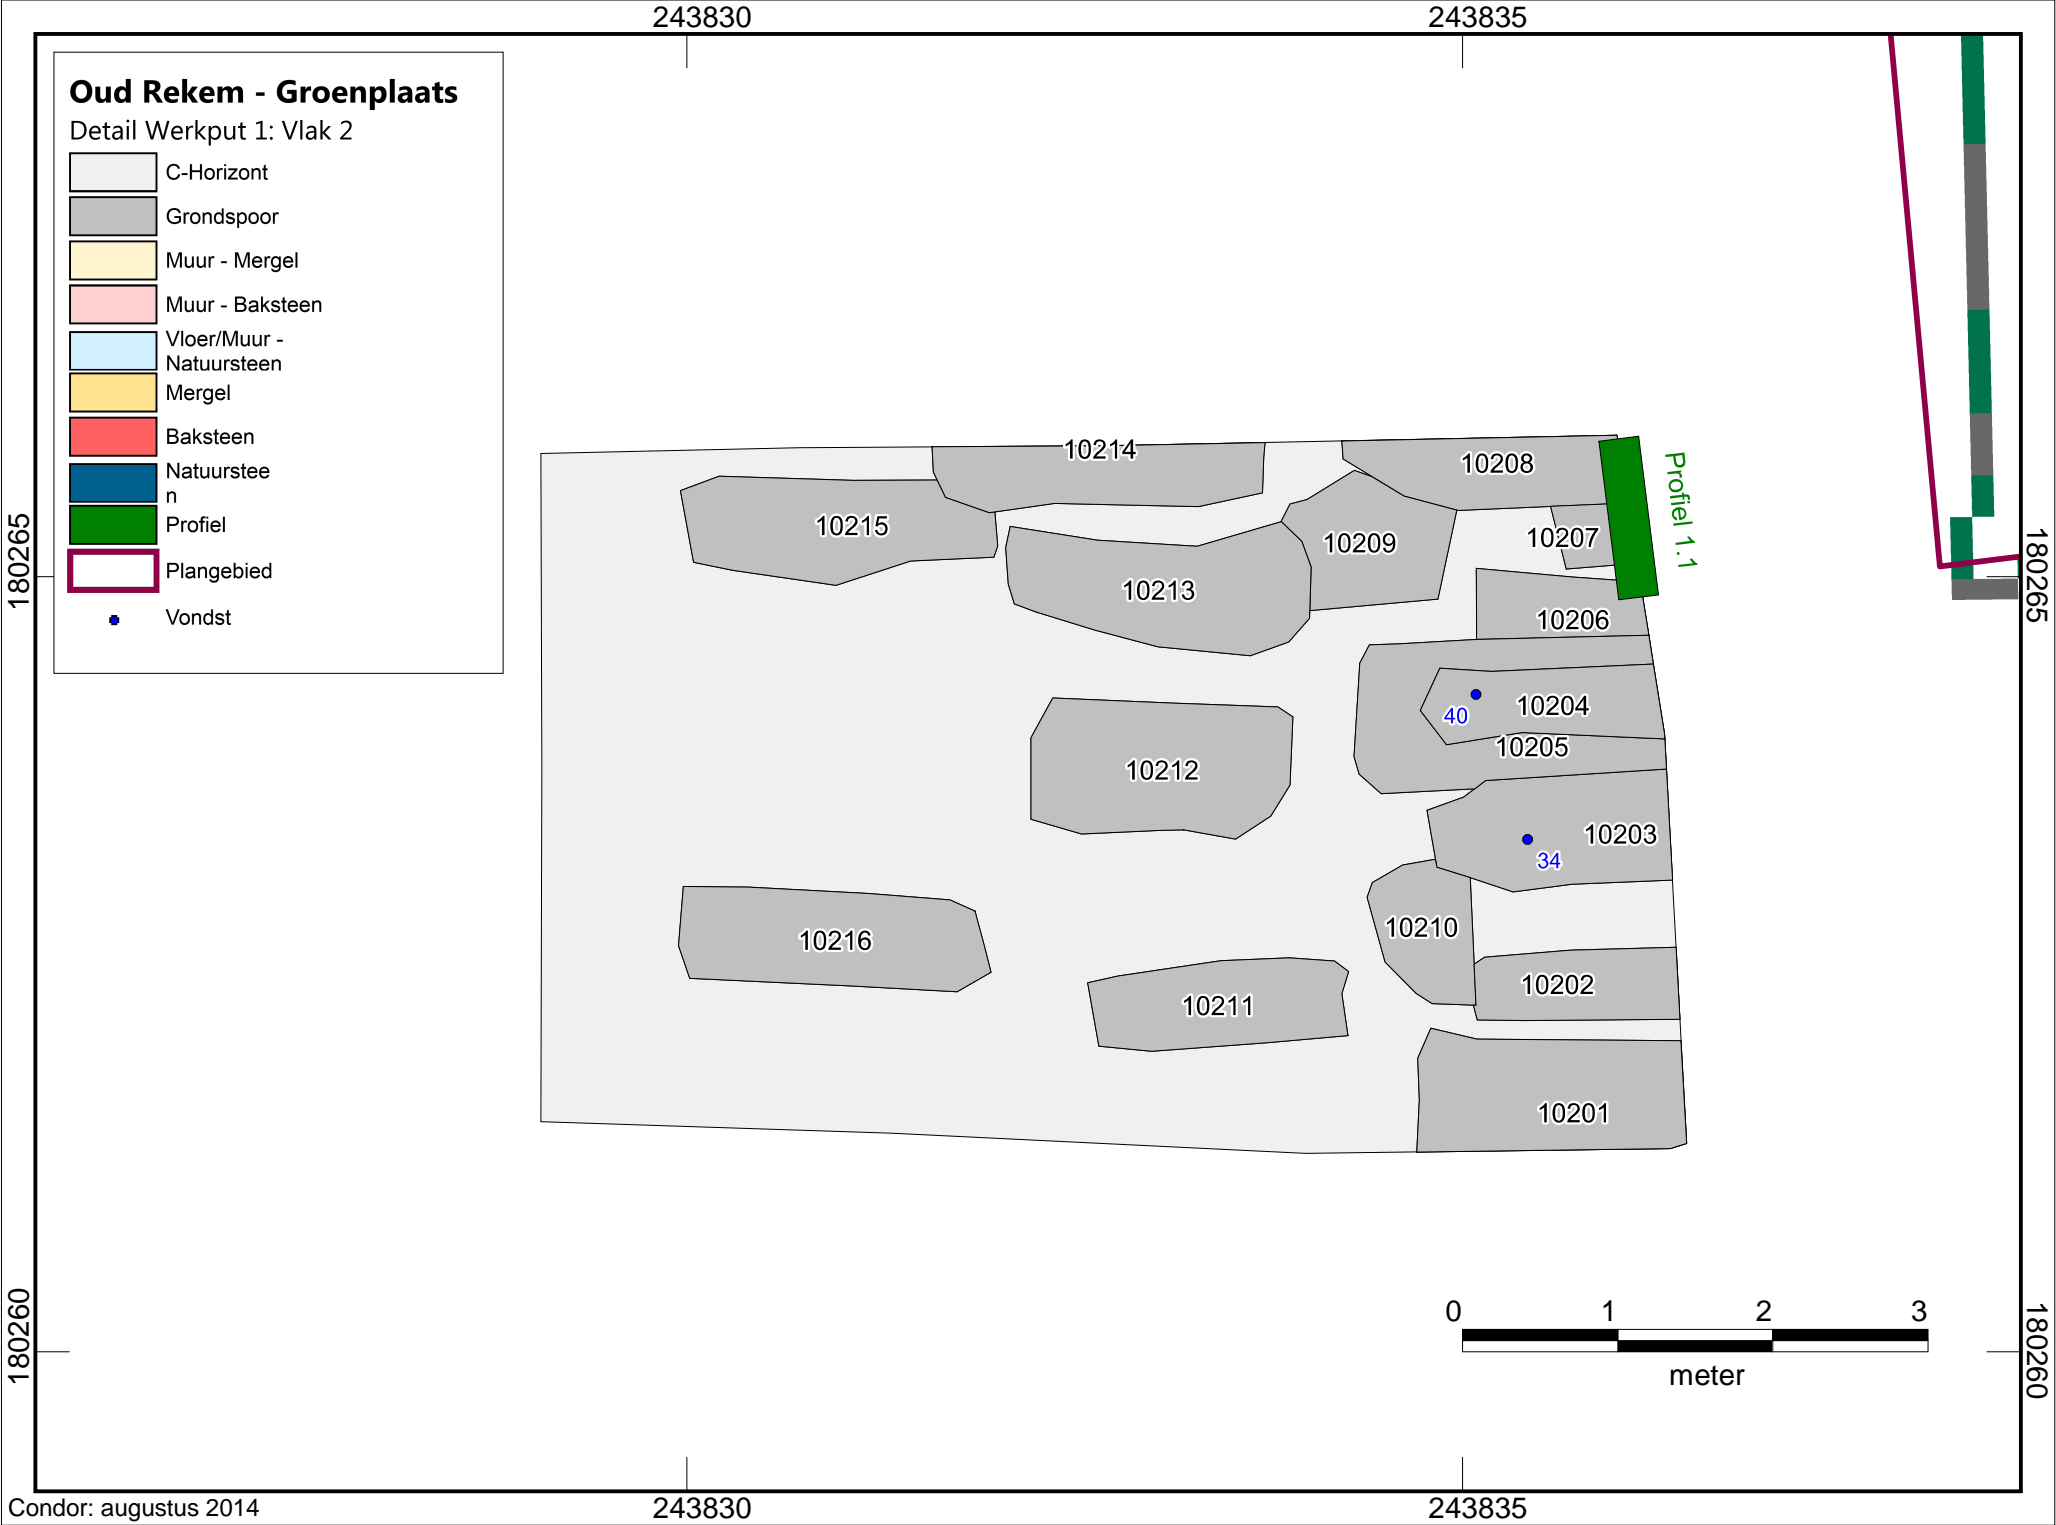 243830
243835
Oud Rekem - Groenplaats
Detail Werkput 1: Vlak 2
C-Horizont
Grondspoor
Muur - Mergel
Muur - Baksteen
Vloer/Muur -
Natuursteen
Mergel
Baksteen
Natuurstee
n
Profiel
Plangebied
Vondst
180265
180265
180260
180260
10214
10208
Profiel 1.1
10215
10209
10207
10213
10206
10204
40
10205
10212
10203
34
10210
10216
10202
10211
10201
0 1 2 3
meter
243830
243835
Condor: augustus 2014